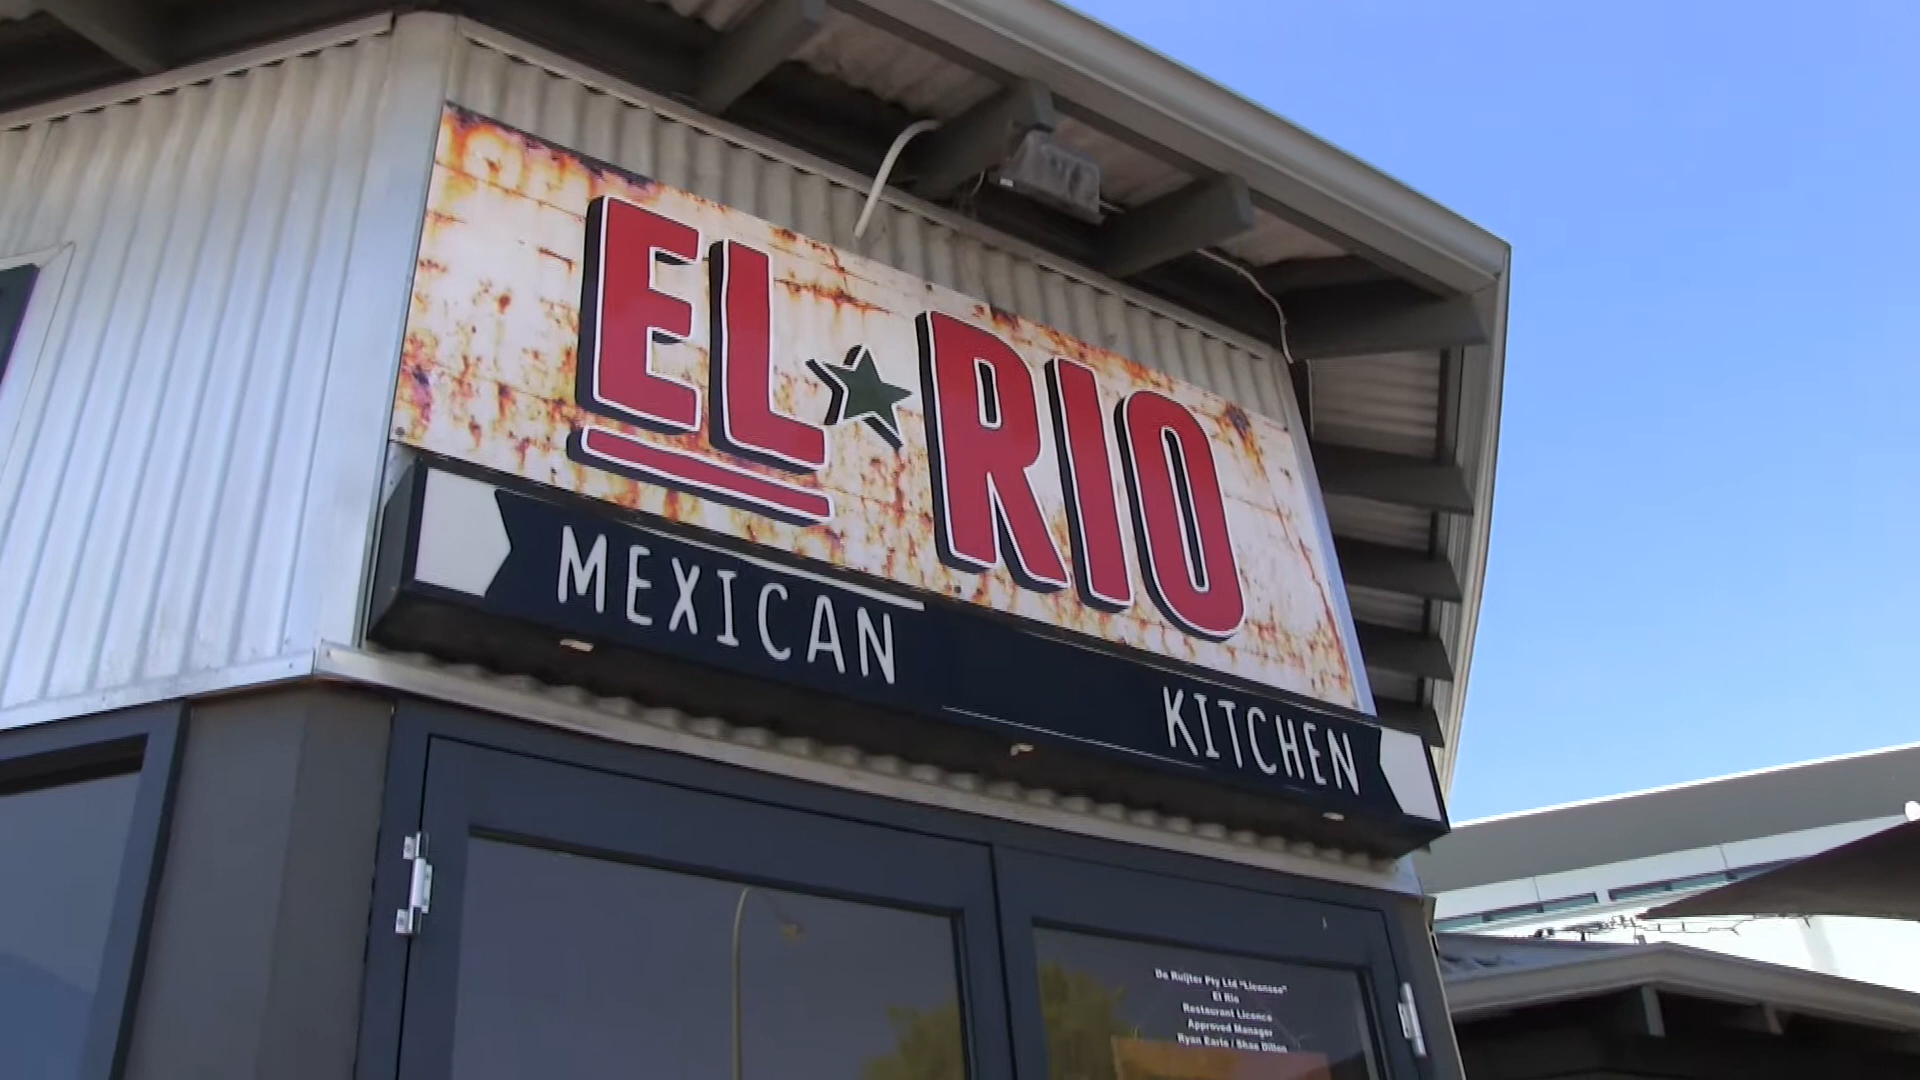 EL RIO
MEXICAN KITCHEN
De Ruijter Pty Ltd "Licensee"
El Rio
Restaurant Licence
Approved Manager
Ryan Earle / Shae Dillon